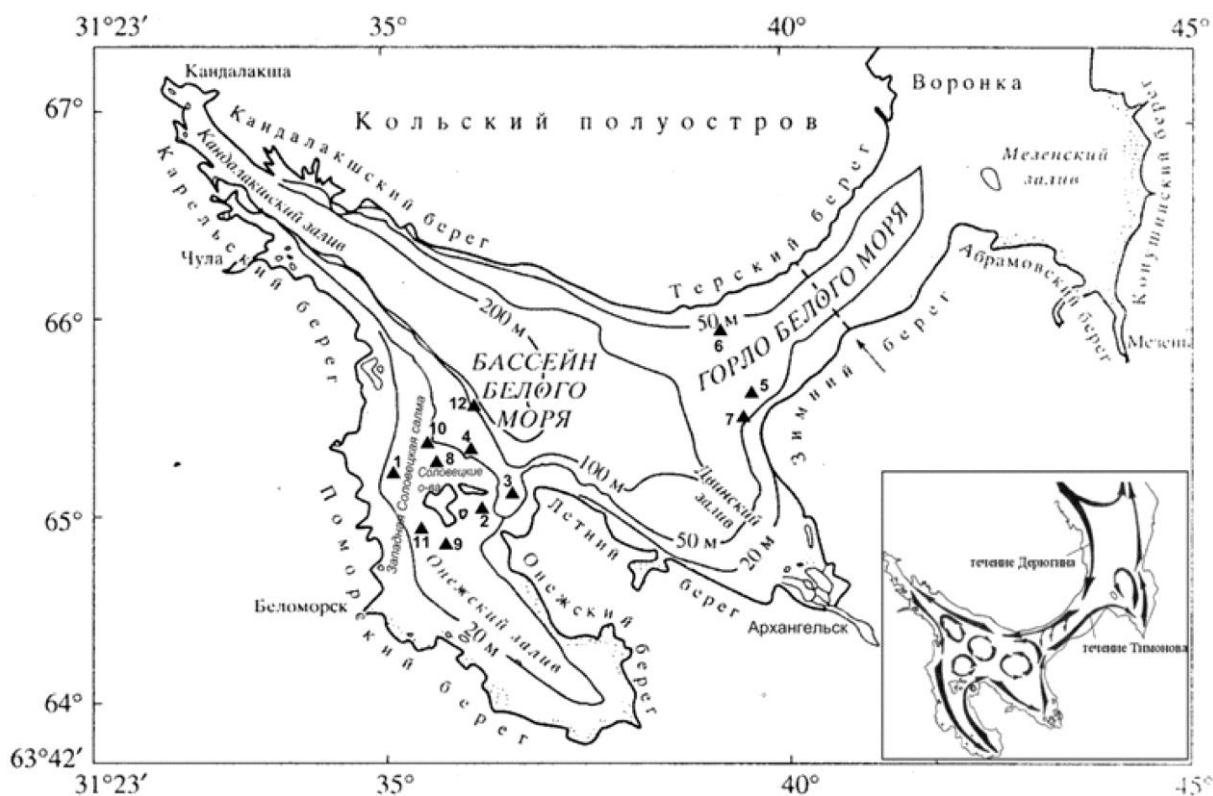 31°23′
35°
40°
45°
67°
66°
65°
64°
63°42′
31°23′
35°
40°
45°
Кандалакша
Кандалакшский берег
Кольский полуостров
Воронка
Мезенский
залив
Конушинский берег
Кандалакшский залив
Карельский берег
Чупа
Терский берег
Абрамовский берег
Мезень
200 м
50 м
6
ГОРЛО БЕЛОГО МОРЯ
БАССЕЙН
БЕЛОГО
МОРЯ
Зимний берег
5
7
12
10
4
8
1
3
2
11
9
Западная Соловецкая салма
Соловецкие
о-ва
100 м
Двинский
залив
50 м
20 м
Летний берег
Онежский берег
Онежский залив
20 м
Беломорск
Поморский берег
Архангельск
течение Дерюгина
течение Тимонова